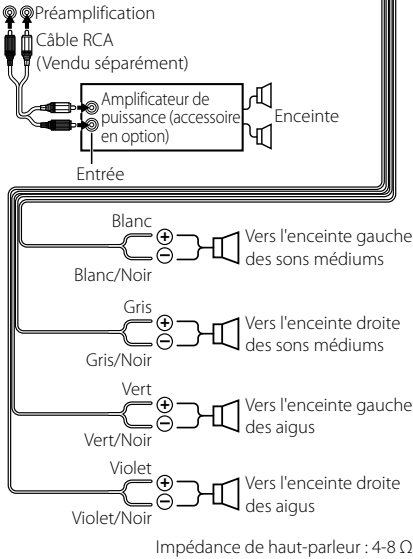 Préamplification
Câble RCA
(Vendu séparément)
Amplificateur de
puissance (accessoire
en option)
Enceinte
Entrée
Blanc
⊕
⊖
Blanc/Noir
Vers l'enceinte gauche
des sons médiums
Gris
⊕
⊖
Gris/Noir
Vers l'enceinte droite
des sons médiums
Vert
⊕
⊖
Vert/Noir
Vers l'enceinte gauche
des aigus
Violet
⊕
⊖
Violet/Noir
Vers l'enceinte droite
des aigus
Impédance de haut-parleur : 4-8 Ω